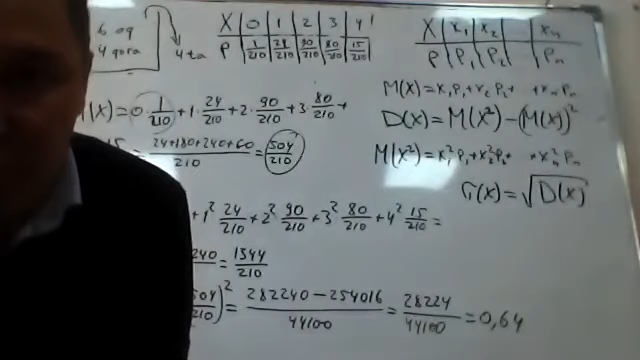 6 oq
4 qora
4 ta
X 0 1 2 3 4
P 1/210 24/210 90/210 80/210 15/210
X x₁ x₂ xₙ
P P₁ P₂ Pₙ
(X) = 0·1/210 + 1·24/210 + 2·90/210 + 3·80/210 +
15 = 24+180+240+60/210 = 504/210
M(X) = x₁P₁+x₂P₂+ +xₙPₙ
D(X) = M(X²) − (M(X))²
M(X²) = x₁²P₁+x₂²P₂+ +xₙ²Pₙ
σ(X) = √D(X)
+ 1² 24/210 + 2² 90/210 + 3² 80/210 + 4² 15/210 =
240 = 1344/210
504/210)² = 282240 − 254016/44100 = 28224/44100 = 0,64